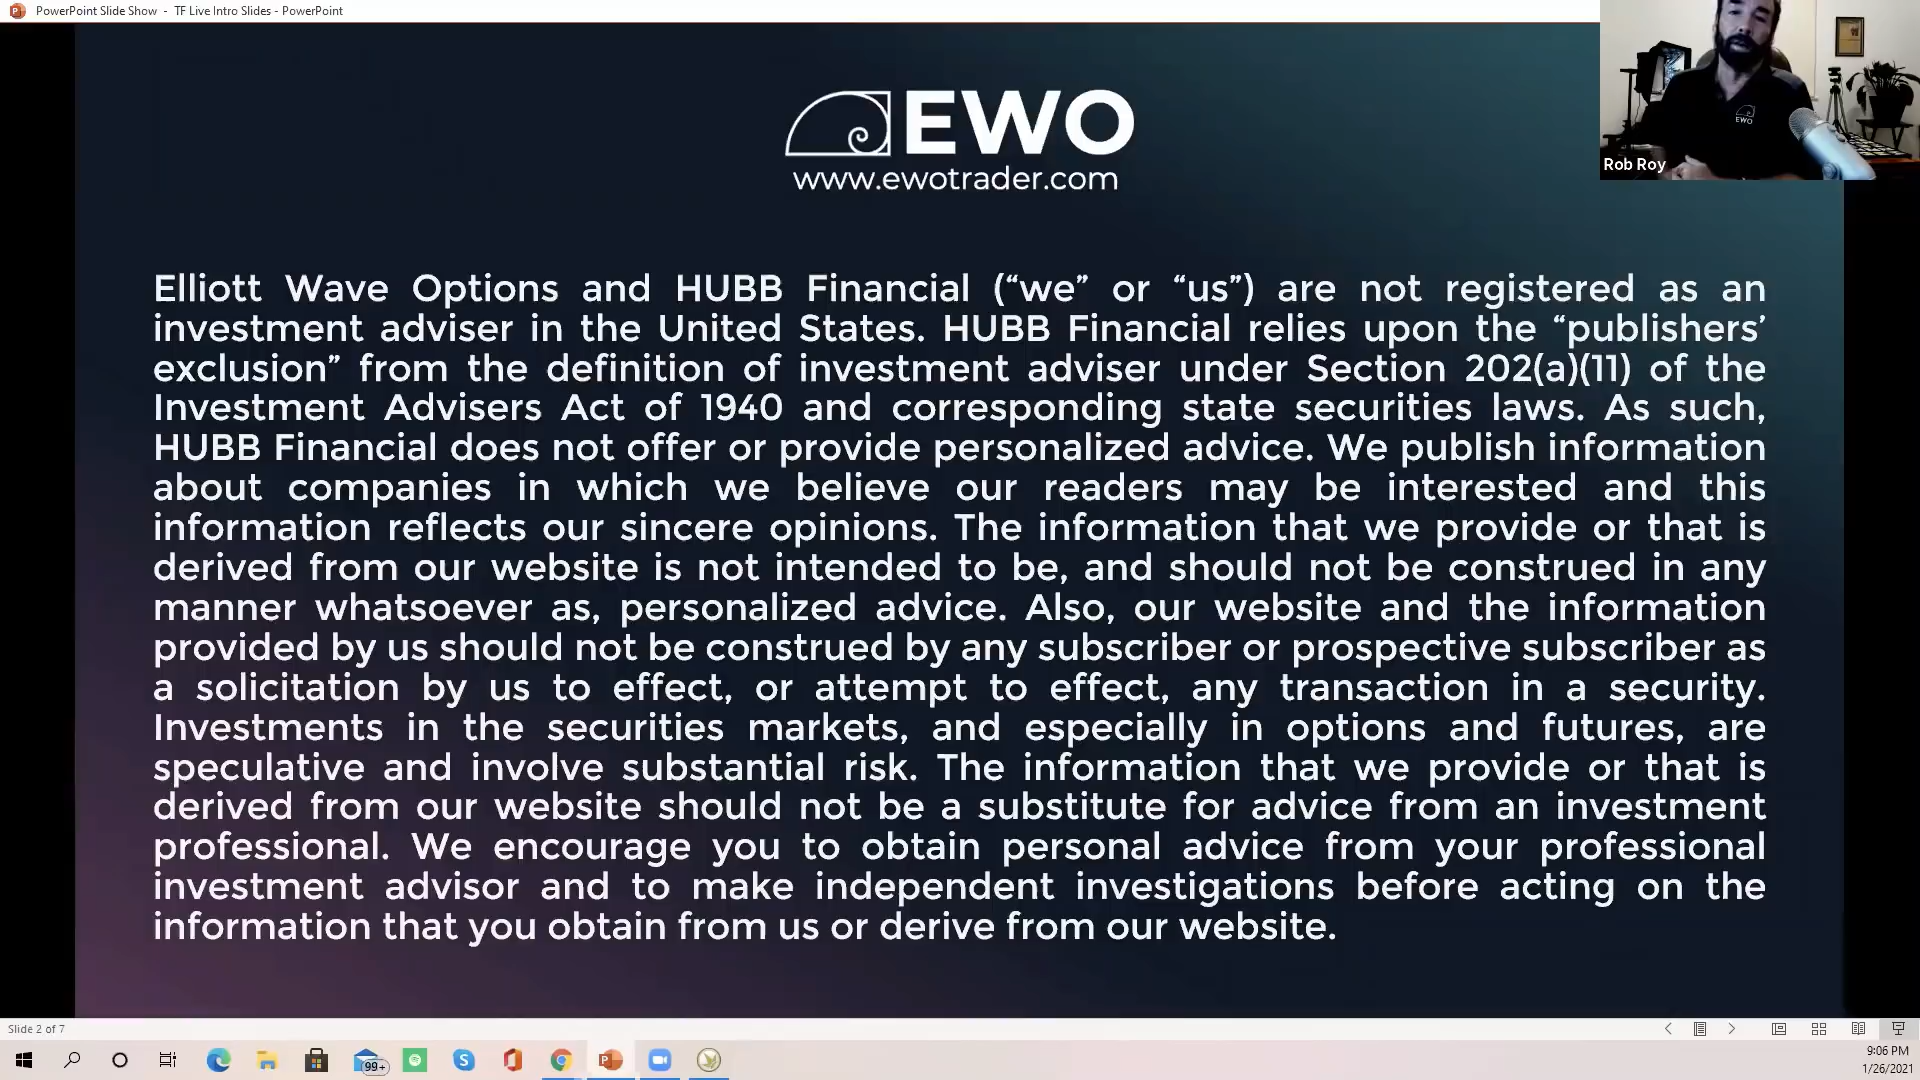 PowerPoint Slide Show - TF Live Intro Slides - PowerPoint
EWO
www.ewotrader.com
EWO
Rob Roy
Elliott Wave Options and HUBB Financial (“we” or “us”) are not registered as an
investment adviser in the United States. HUBB Financial relies upon the “publishers’
exclusion” from the definition of investment adviser under Section 202(a)(11) of the
Investment Advisers Act of 1940 and corresponding state securities laws. As such,
HUBB Financial does not offer or provide personalized advice. We publish information
about companies in which we believe our readers may be interested and this
information reflects our sincere opinions. The information that we provide or that is
derived from our website is not intended to be, and should not be construed in any
manner whatsoever as, personalized advice. Also, our website and the information
provided by us should not be construed by any subscriber or prospective subscriber as
a solicitation by us to effect, or attempt to effect, any transaction in a security.
Investments in the securities markets, and especially in options and futures, are
speculative and involve substantial risk. The information that we provide or that is
derived from our website should not be a substitute for advice from an investment
professional. We encourage you to obtain personal advice from your professional
investment advisor and to make independent investigations before acting on the
information that you obtain from us or derive from our website.
Slide 2 of 7
99+
9:06 PM
1/26/2021